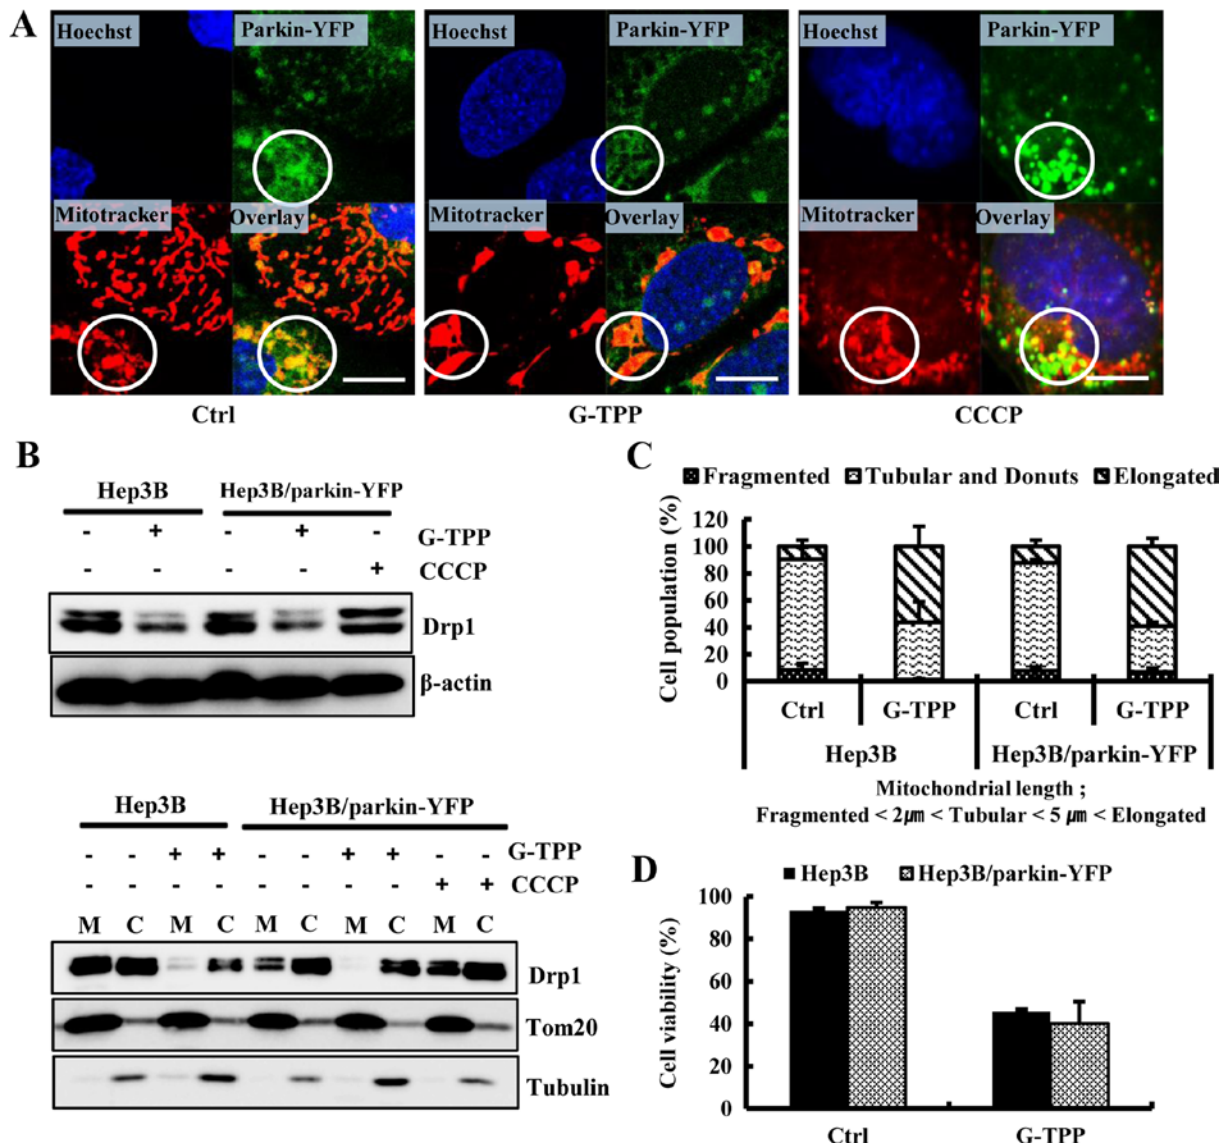 A
Hoechst Parkin-YFP Hoechst Parkin-YFP Hoechst Parkin-YFP
Mitotracker Overlay Mitotracker Overlay Mitotracker Overlay
Ctrl G-TPP CCCP
B
Hep3B Hep3B/parkin-YFP
- + - + - G-TPP
- - - - + CCCP
Drp1
β-actin
Hep3B Hep3B/parkin-YFP
- - + + - - + + - - G-TPP
- - - - - - - - + + CCCP
M C M C M C M C M C
Drp1
Tom20
Tubulin
C
Fragmented Tubular and Donuts Elongated
Cell population (%)
120
100
80
60
40
20
0
Ctrl G-TPP Ctrl G-TPP
Hep3B Hep3B/parkin-YFP
Mitochondrial length ;
Fragmented < 2㎛ < Tubular < 5 ㎛ < Elongated
D
Hep3B Hep3B/parkin-YFP
Cell viability (%)
100
80
60
40
20
0
Ctrl G-TPP